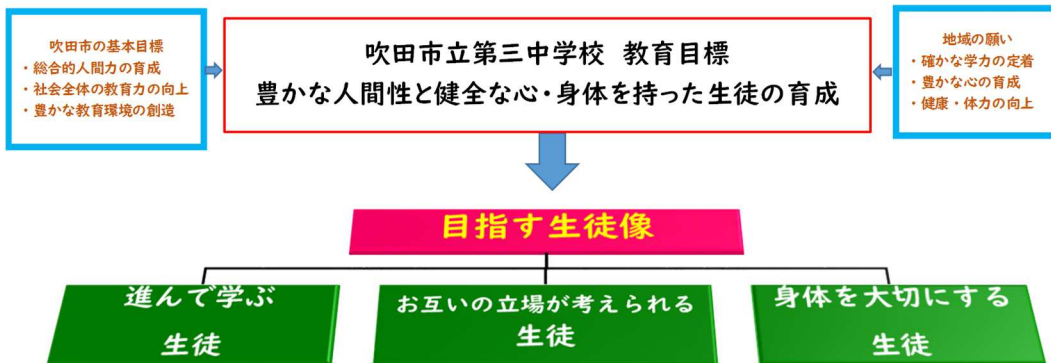 吹田市の基本目標
・総合的人間力の育成
・社会全体の教育力の向上
・豊かな教育環境の創造
吹田市立第三中学校 教育目標
豊かな人間性と健全な心・身体を持った生徒の育成
地域の願い
・確かな学力の定着
・豊かな心の育成
・健康・体力の向上
目指す生徒像
進んで学ぶ
生徒
お互いの立場が考えられる
生徒
身体を大切にする
生徒